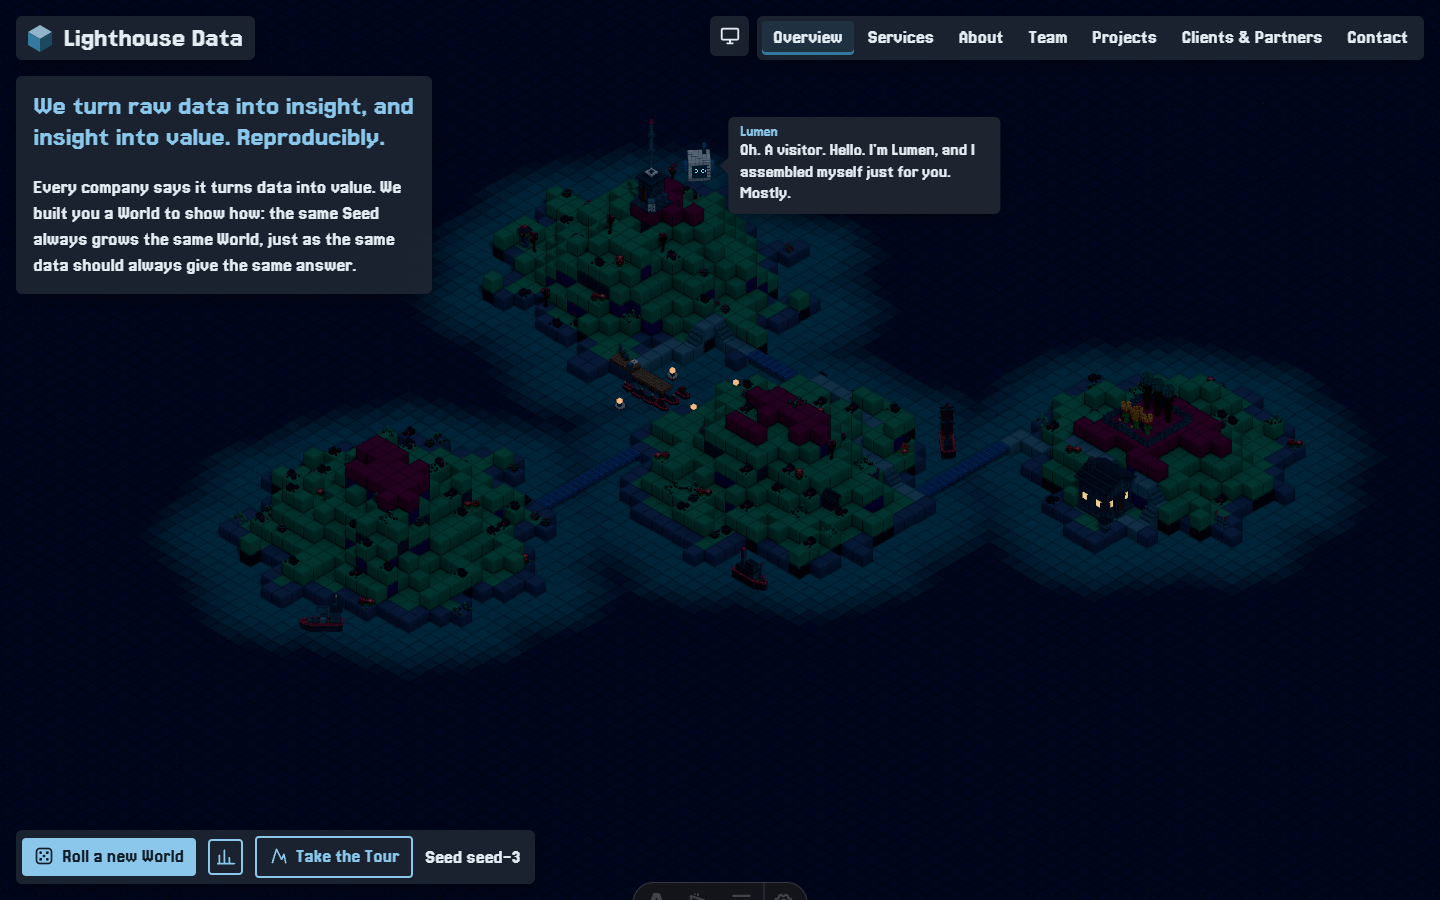 Lighthouse Data
Overview
Services
About
Team
Projects
Clients & Partners
Contact
We turn raw data into insight, and
insight into value. Reproducibly.
Every company says it turns data into value. We
built you a World to show how: the same Seed
always grows the same World, just as the same
data should always give the same answer.
Lumen
Oh. A visitor. Hello. I'm Lumen, and I
assembled myself just for you.
Mostly.
Roll a new World
Take the Tour
Seed seed-3